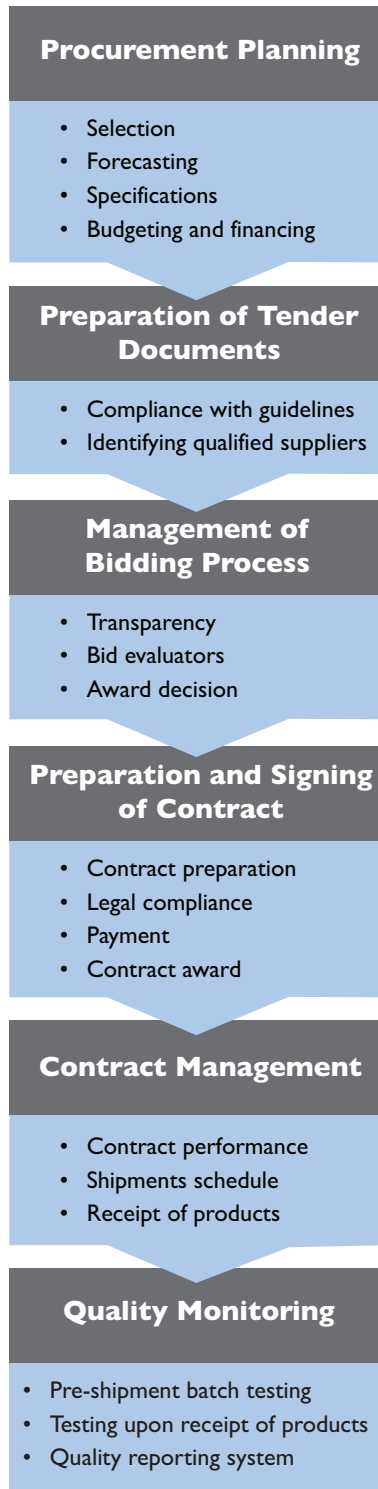 Procurement Planning
• Selection
• Forecasting
• Specifications
• Budgeting and financing
Preparation of Tender
Documents
• Compliance with guidelines
• Identifying qualified suppliers
Management of
Bidding Process
• Transparency
• Bid evaluators
• Award decision
Preparation and Signing
of Contract
• Contract preparation
• Legal compliance
• Payment
• Contract award
Contract Management
• Contract performance
• Shipments schedule
• Receipt of products
Quality Monitoring
• Pre-shipment batch testing
• Testing upon receipt of products
• Quality reporting system